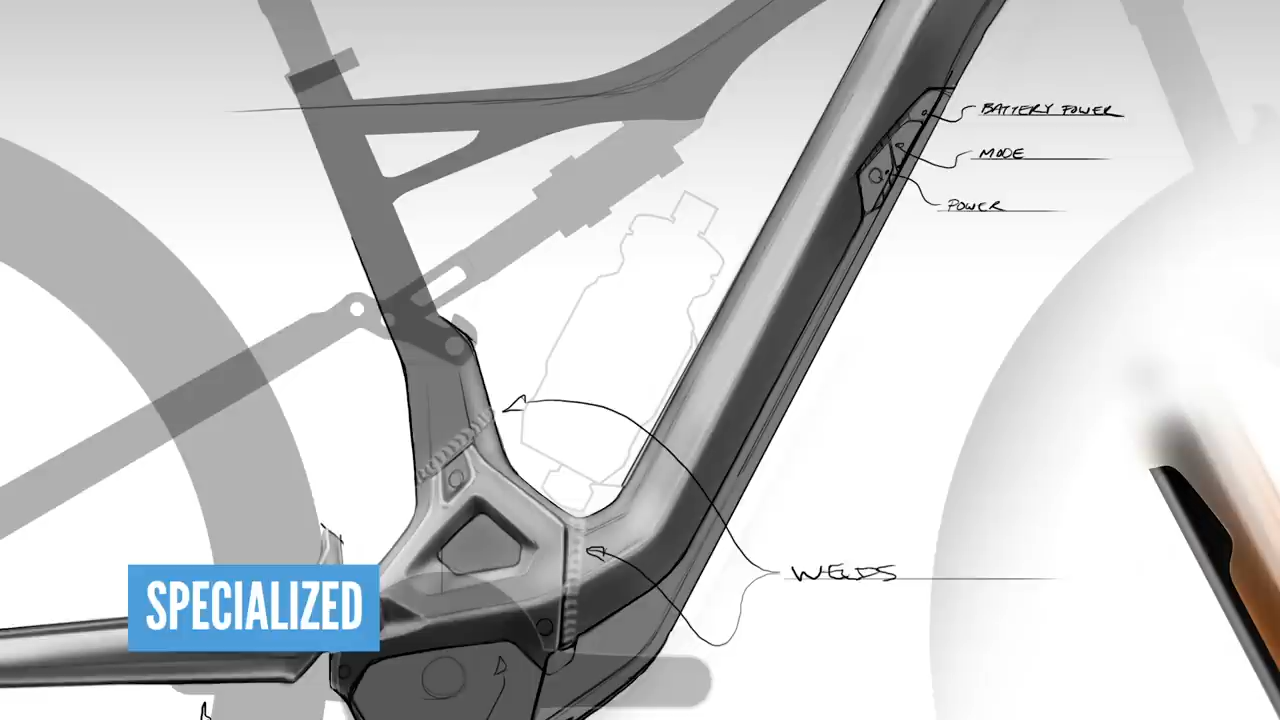 BATTERY POWER
MODE
POWER
WELDS
SPECIALIZED